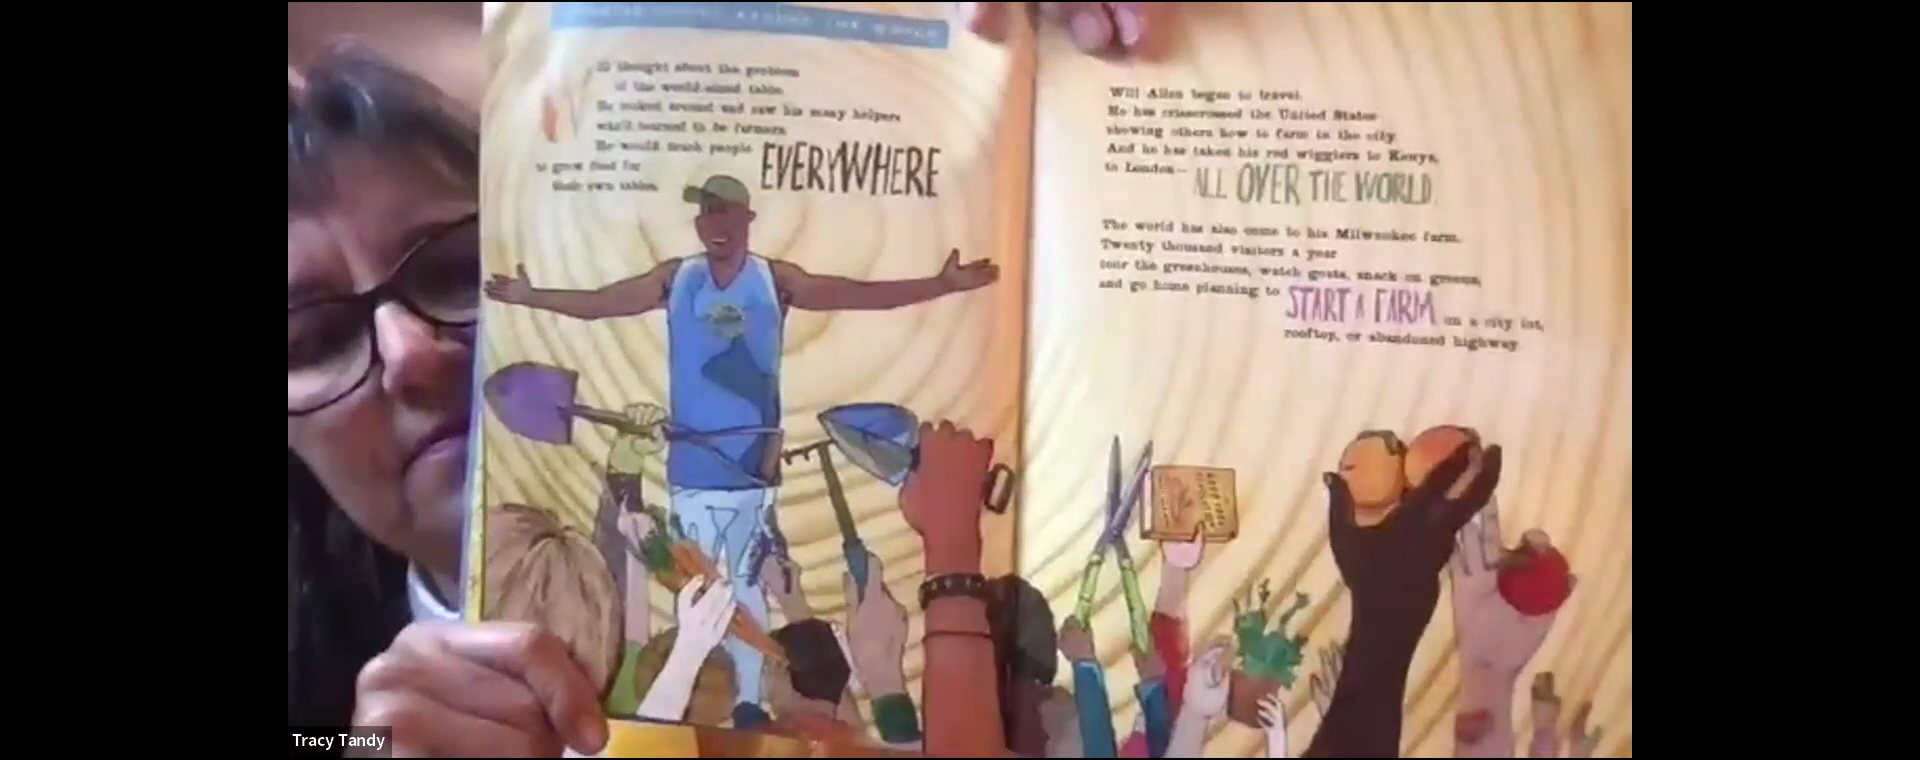 thought about the problem
of the world-sized table.
He looked around and saw his many helpers
who'd learned to be farmers.
He would teach people EVERYWHERE
to grow food for
their own tables.
Will Allen began to travel.
He has crisscrossed the United States
showing others how to farm in the city.
And he has taken his red wigglers to Kenya,
to London—ALL OVER THE WORLD.
The world has also come to his Milwaukee farm.
Twenty thousand visitors a year
tour the greenhouses, watch goats, snack on greens,
and go home planning to START A FARM on a city lot,
rooftop, or abandoned highway.
Tracy Tandy